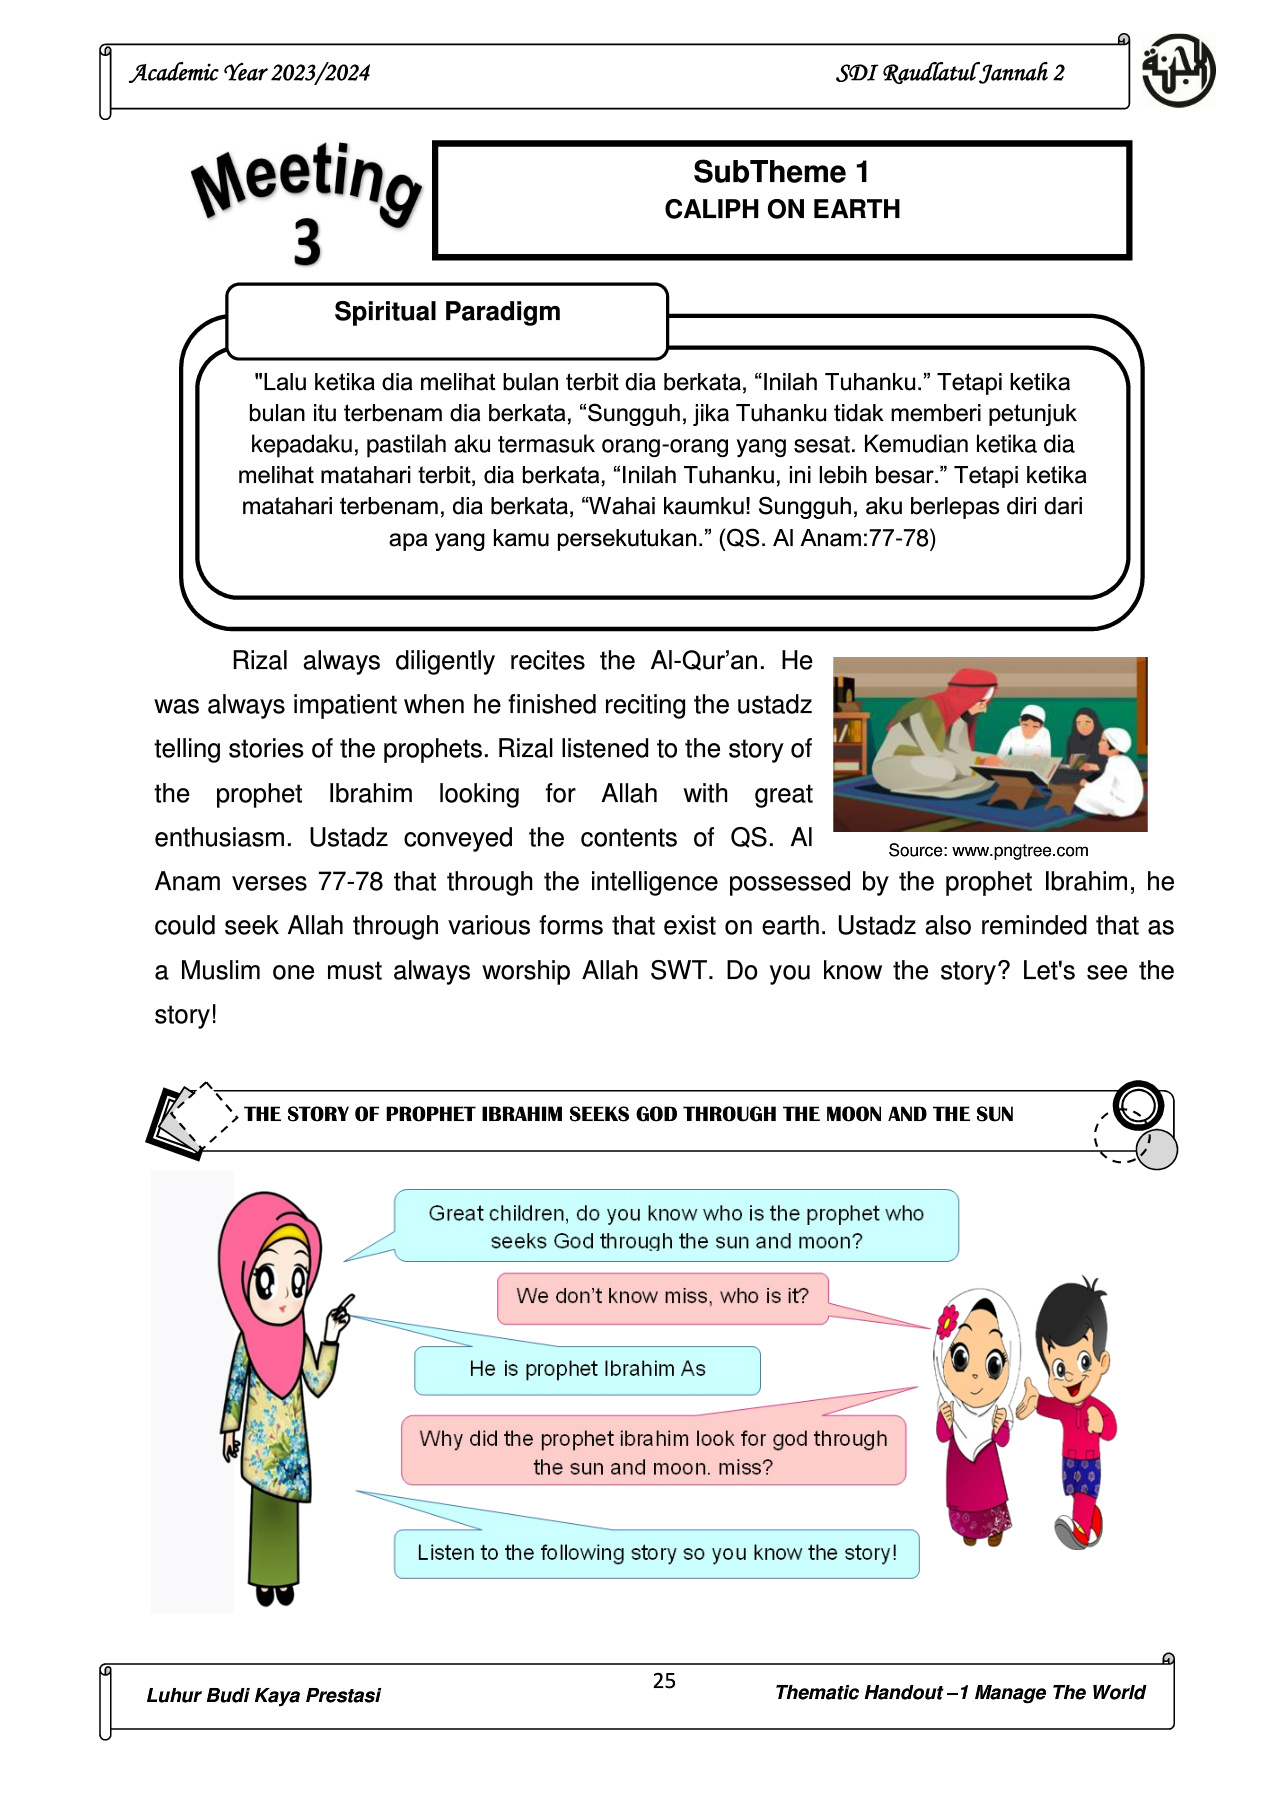 Academic Year 2023/2024
SDI Raudlatul Jannah 2
Meeting
3
SubTheme 1
CALIPH ON EARTH
Spiritual Paradigm
"Lalu ketika dia melihat bulan terbit dia berkata, “Inilah Tuhanku.” Tetapi ketika
bulan itu terbenam dia berkata, “Sungguh, jika Tuhanku tidak memberi petunjuk
kepadaku, pastilah aku termasuk orang-orang yang sesat. Kemudian ketika dia
melihat matahari terbit, dia berkata, “Inilah Tuhanku, ini lebih besar.” Tetapi ketika
matahari terbenam, dia berkata, “Wahai kaumku! Sungguh, aku berlepas diri dari
apa yang kamu persekutukan.” (QS. Al Anam:77-78)
Rizal always diligently recites the Al-Qur’an. He
was always impatient when he finished reciting the ustadz
telling stories of the prophets. Rizal listened to the story of
the prophet Ibrahim looking for Allah with great
enthusiasm. Ustadz conveyed the contents of QS. Al
Source: www.pngtree.com
Anam verses 77-78 that through the intelligence possessed by the prophet Ibrahim, he
could seek Allah through various forms that exist on earth. Ustadz also reminded that as
a Muslim one must always worship Allah SWT. Do you know the story? Let's see the
story!
THE STORY OF PROPHET IBRAHIM SEEKS GOD THROUGH THE MOON AND THE SUN
Great children, do you know who is the prophet who
seeks God through the sun and moon?
We don’t know miss, who is it?
He is prophet Ibrahim As
Why did the prophet ibrahim look for god through
the sun and moon. miss?
Listen to the following story so you know the story!
Luhur Budi Kaya Prestasi
25
Thematic Handout –1 Manage The World